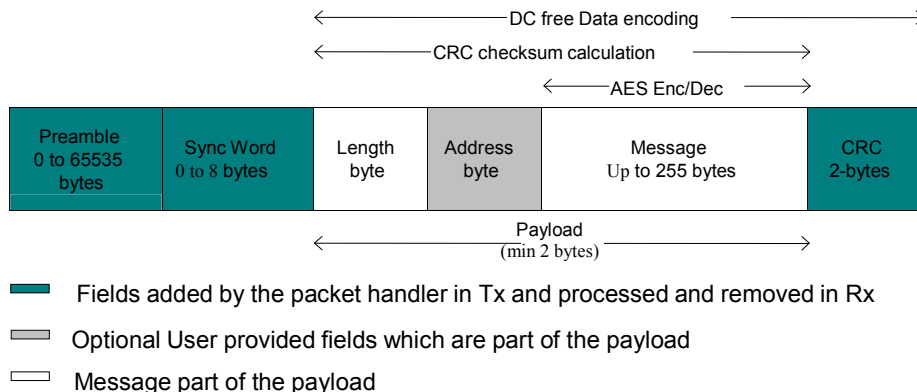 DC free Data encoding
CRC checksum calculation
AES Enc/Dec
Preamble
0 to 65535
bytes
Sync Word
0 to 8 bytes
Length
byte
Address
byte
Message
Up to 255 bytes
CRC
2-bytes
Payload
(min 2 bytes)
Fields added by the packet handler in Tx and processed and removed in Rx
Optional User provided fields which are part of the payload
Message part of the payload